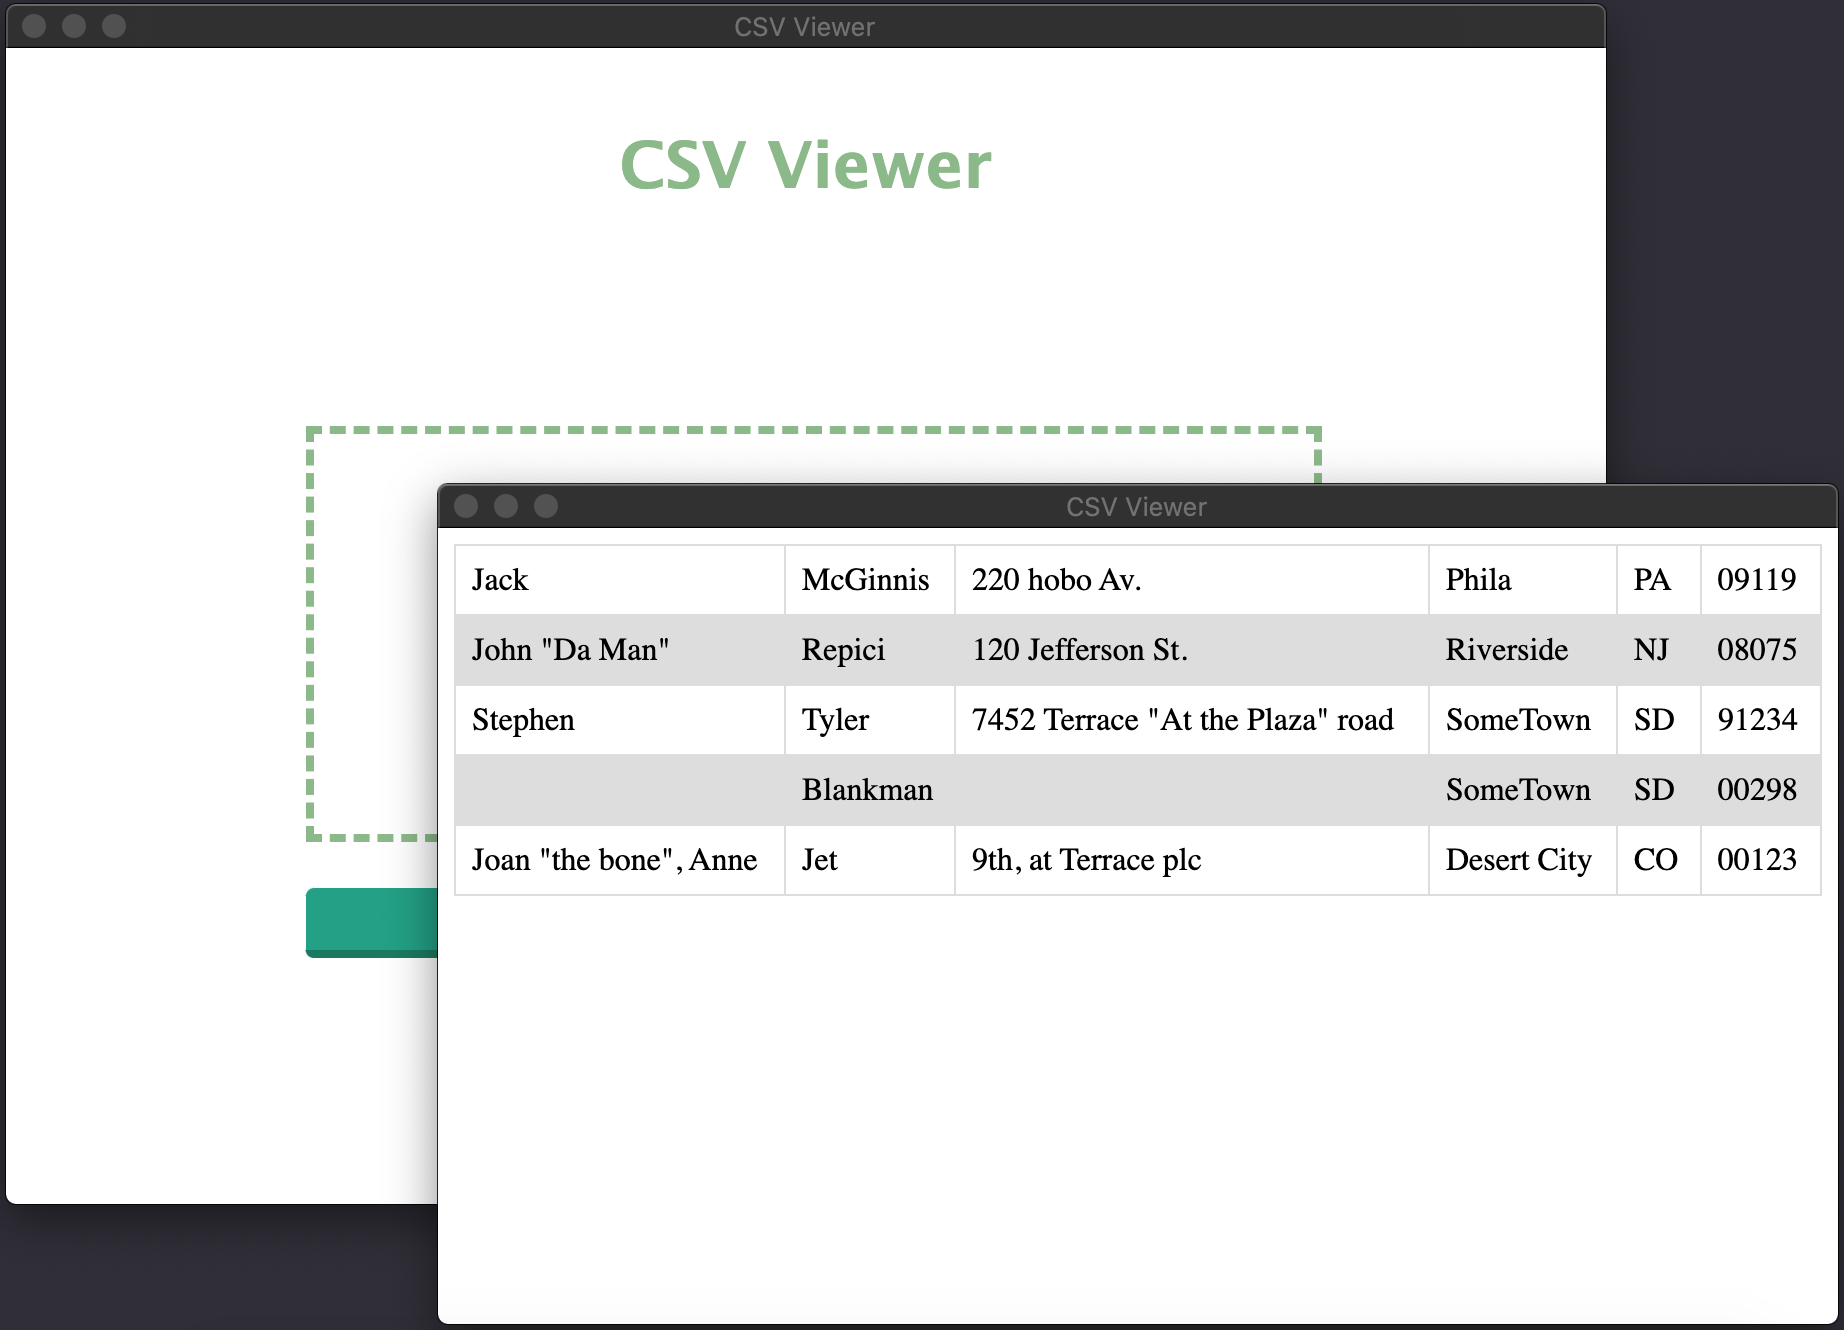 CSV Viewer
CSV Viewer
CSV Viewer
Jack McGinnis 220 hobo Av. Phila PA 09119
John "Da Man" Repici 120 Jefferson St. Riverside NJ 08075
Stephen Tyler 7452 Terrace "At the Plaza" road SomeTown SD 91234
Blankman SomeTown SD 00298
Joan "the bone", Anne Jet 9th, at Terrace plc Desert City CO 00123